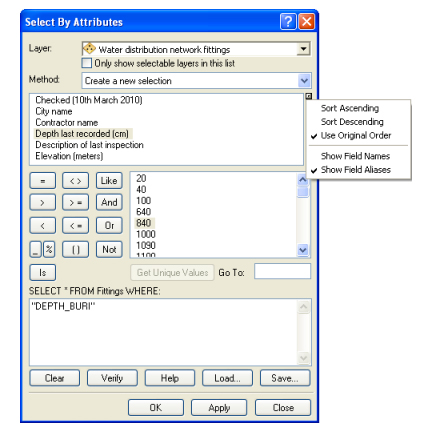 Select By Attributes
Layer: Water distribution network fittings
Only show selectable layers in this list
Method: Create a new selection
Checked (10th March 2010)
City name
Contractor name
Depth last recorded (cm)
Description of last inspection
Elevation (meters)
Sort Ascending
Sort Descending
Use Original Order
Show Field Names
Show Field Aliases
= < > Like
> > = And
< < = Or
_ % ( ) Not
Is
20
40
100
640
840
1000
1090
1100
Get Unique Values Go To:
SELECT * FROM Fittings WHERE:
"DEPTH_BURI"
Clear Verify Help Load... Save...
OK Apply Close